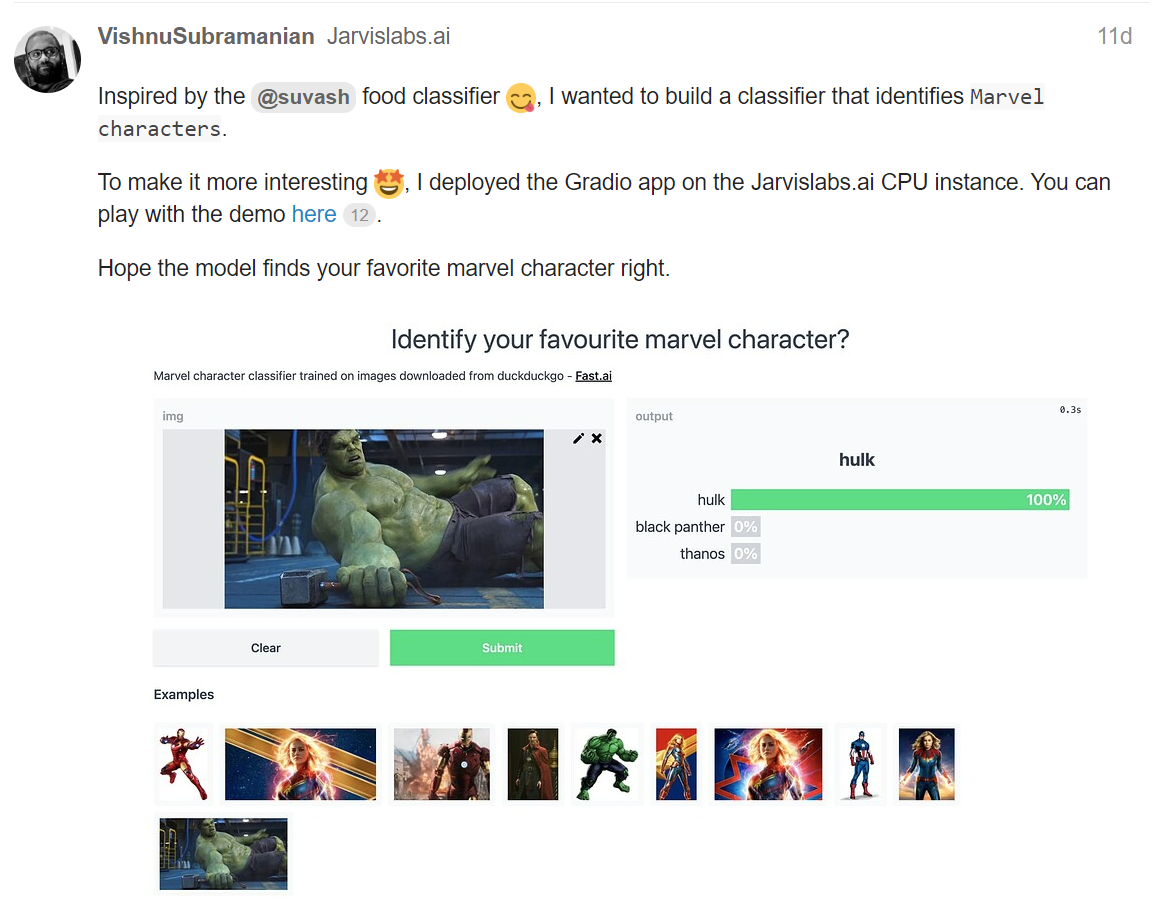 VishnuSubramanian Jarvislabs.ai 11d
Inspired by the @suvash food classifier 😋, I wanted to build a classifier that identifies Marvel
characters.
To make it more interesting 🤩, I deployed the Gradio app on the Jarvislabs.ai CPU instance. You can
play with the demo here 12.
Hope the model finds your favorite marvel character right.
Identify your favourite marvel character?
Marvel character classifier trained on images downloaded from duckduckgo - Fast.ai
img
output 0.3s
hulk
hulk 100%
black panther 0%
thanos 0%
Clear Submit
Examples